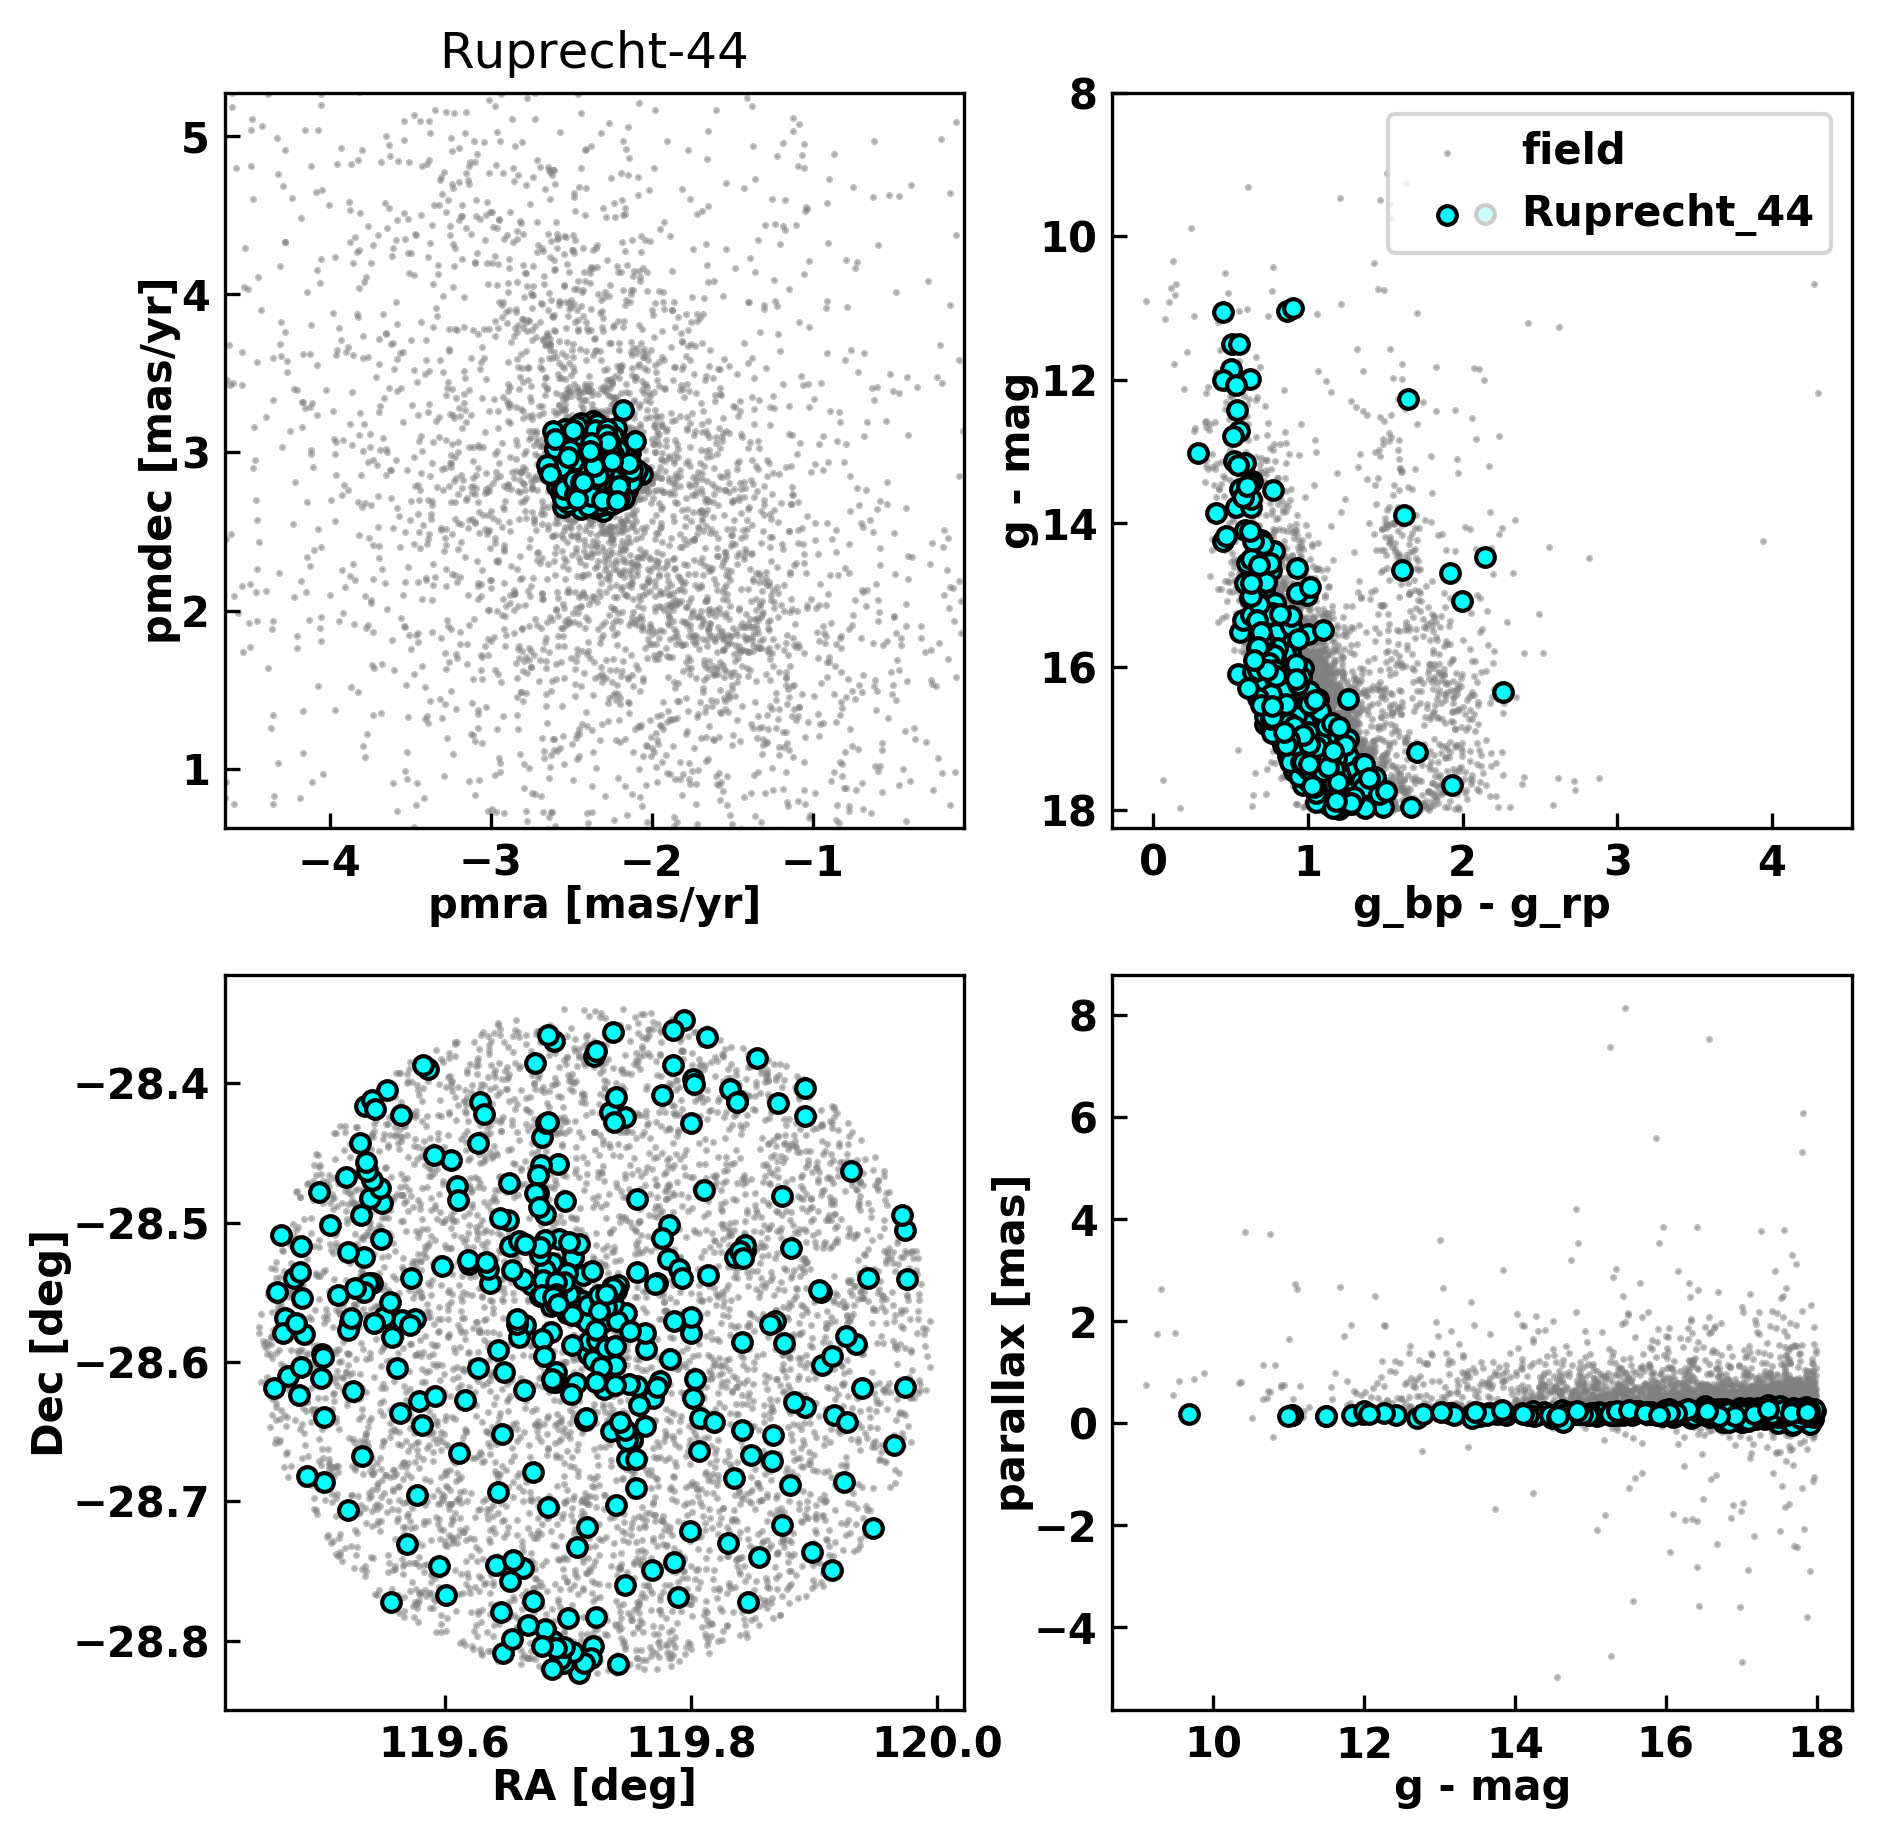 Ruprecht-44
5
4
3
2
1
pmdec [mas/yr]
−4 −3 −2 −1
pmra [mas/yr]
8
10
12
14
16
18
g - mag
field
Ruprecht_44
0 1 2 3 4
g_bp - g_rp
−28.4
−28.5
−28.6
−28.7
−28.8
Dec [deg]
119.6 119.8 120.0
RA [deg]
8
6
4
2
0
−2
−4
parallax [mas]
10 12 14 16 18
g - mag